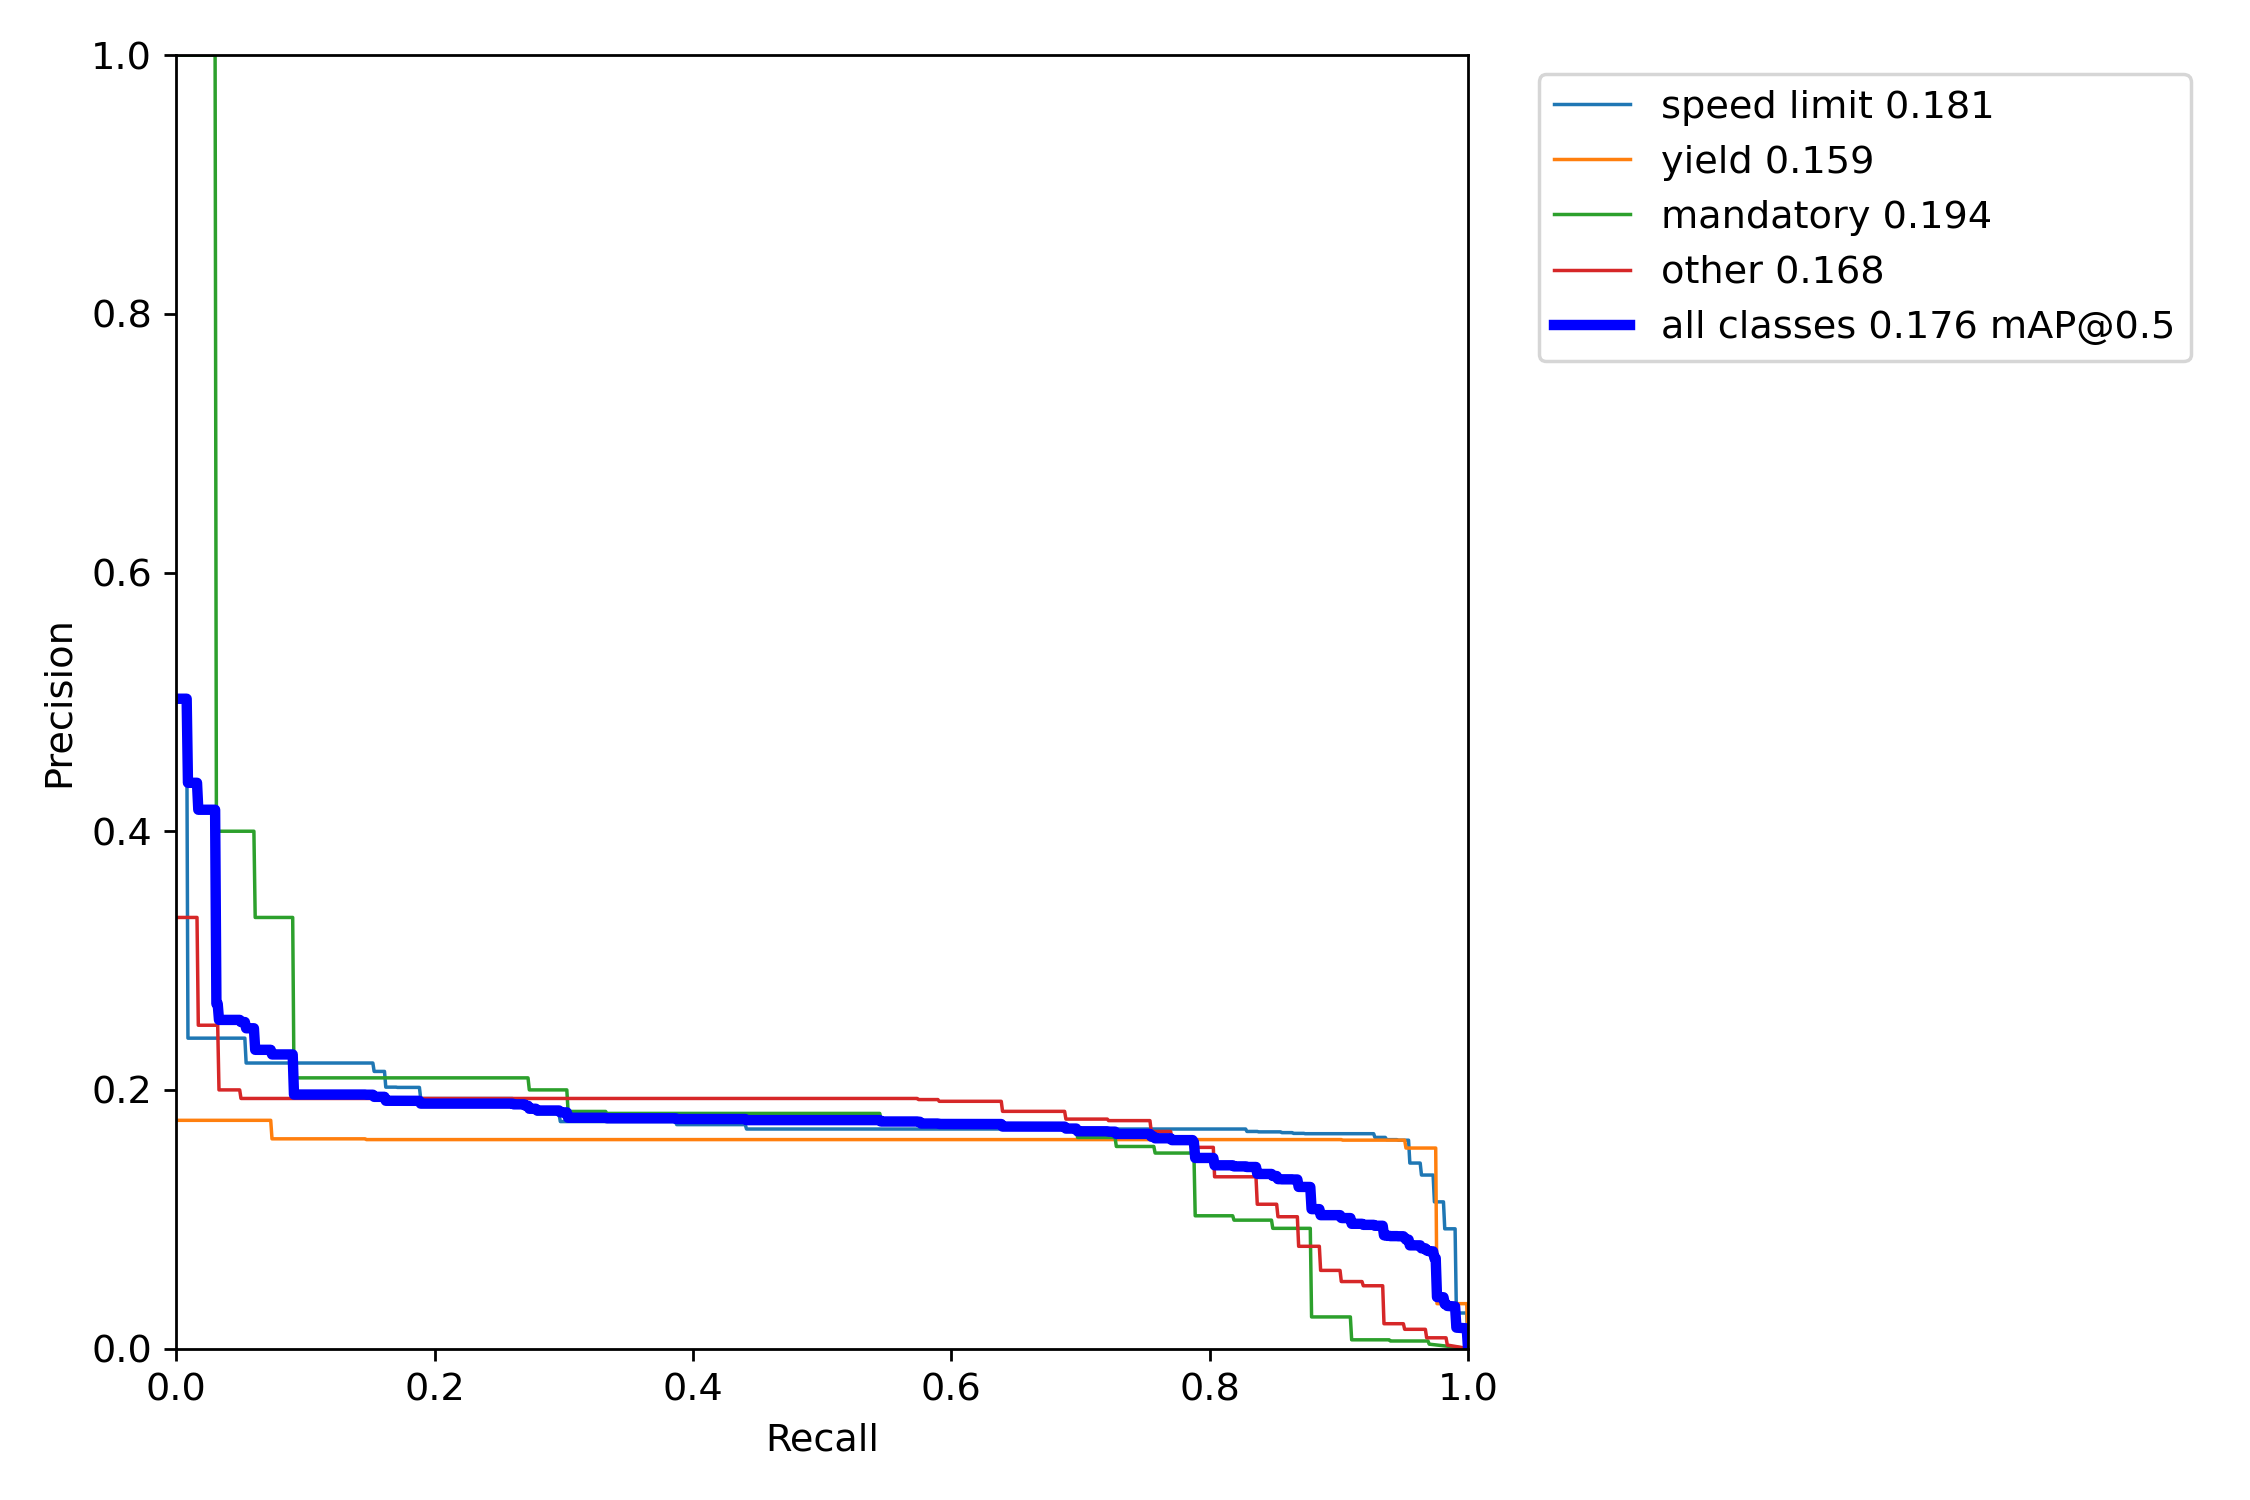 1.0
0.8
0.6
0.4
0.2
0.0
Precision
0.0 0.2 0.4 0.6 0.8 1.0
Recall
speed limit 0.181
yield 0.159
mandatory 0.194
other 0.168
all classes 0.176 mAP@0.5